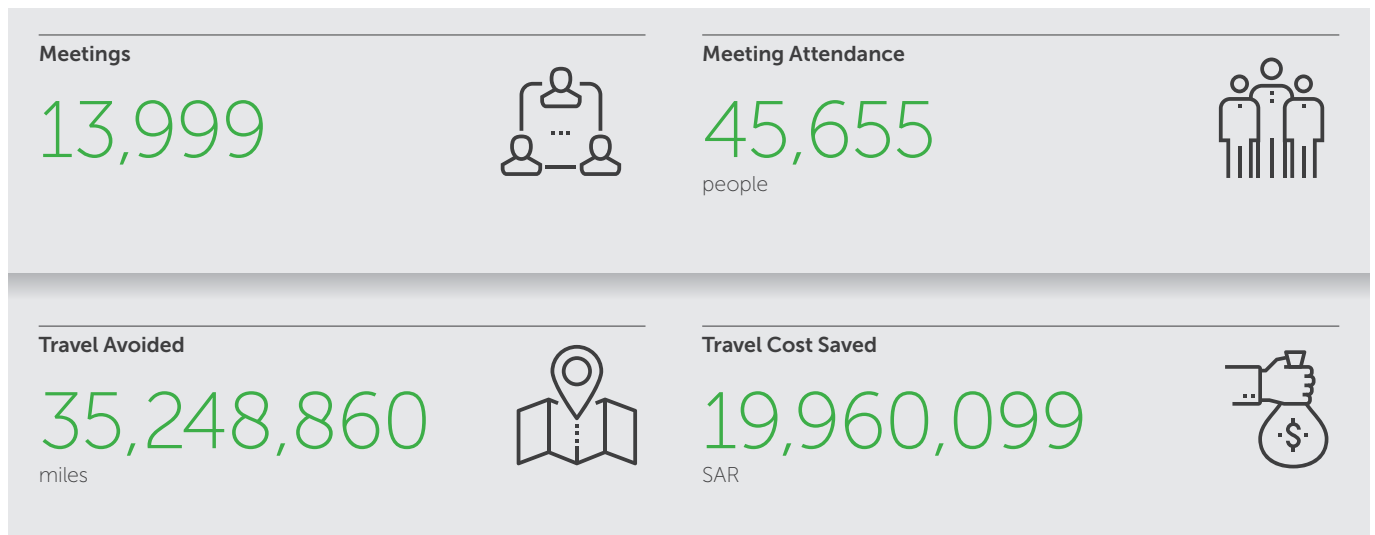 Meetings
13,999
Meeting Attendance
45,655
people
Travel Avoided
35,248,860
miles
Travel Cost Saved
19,960,099
SAR
$